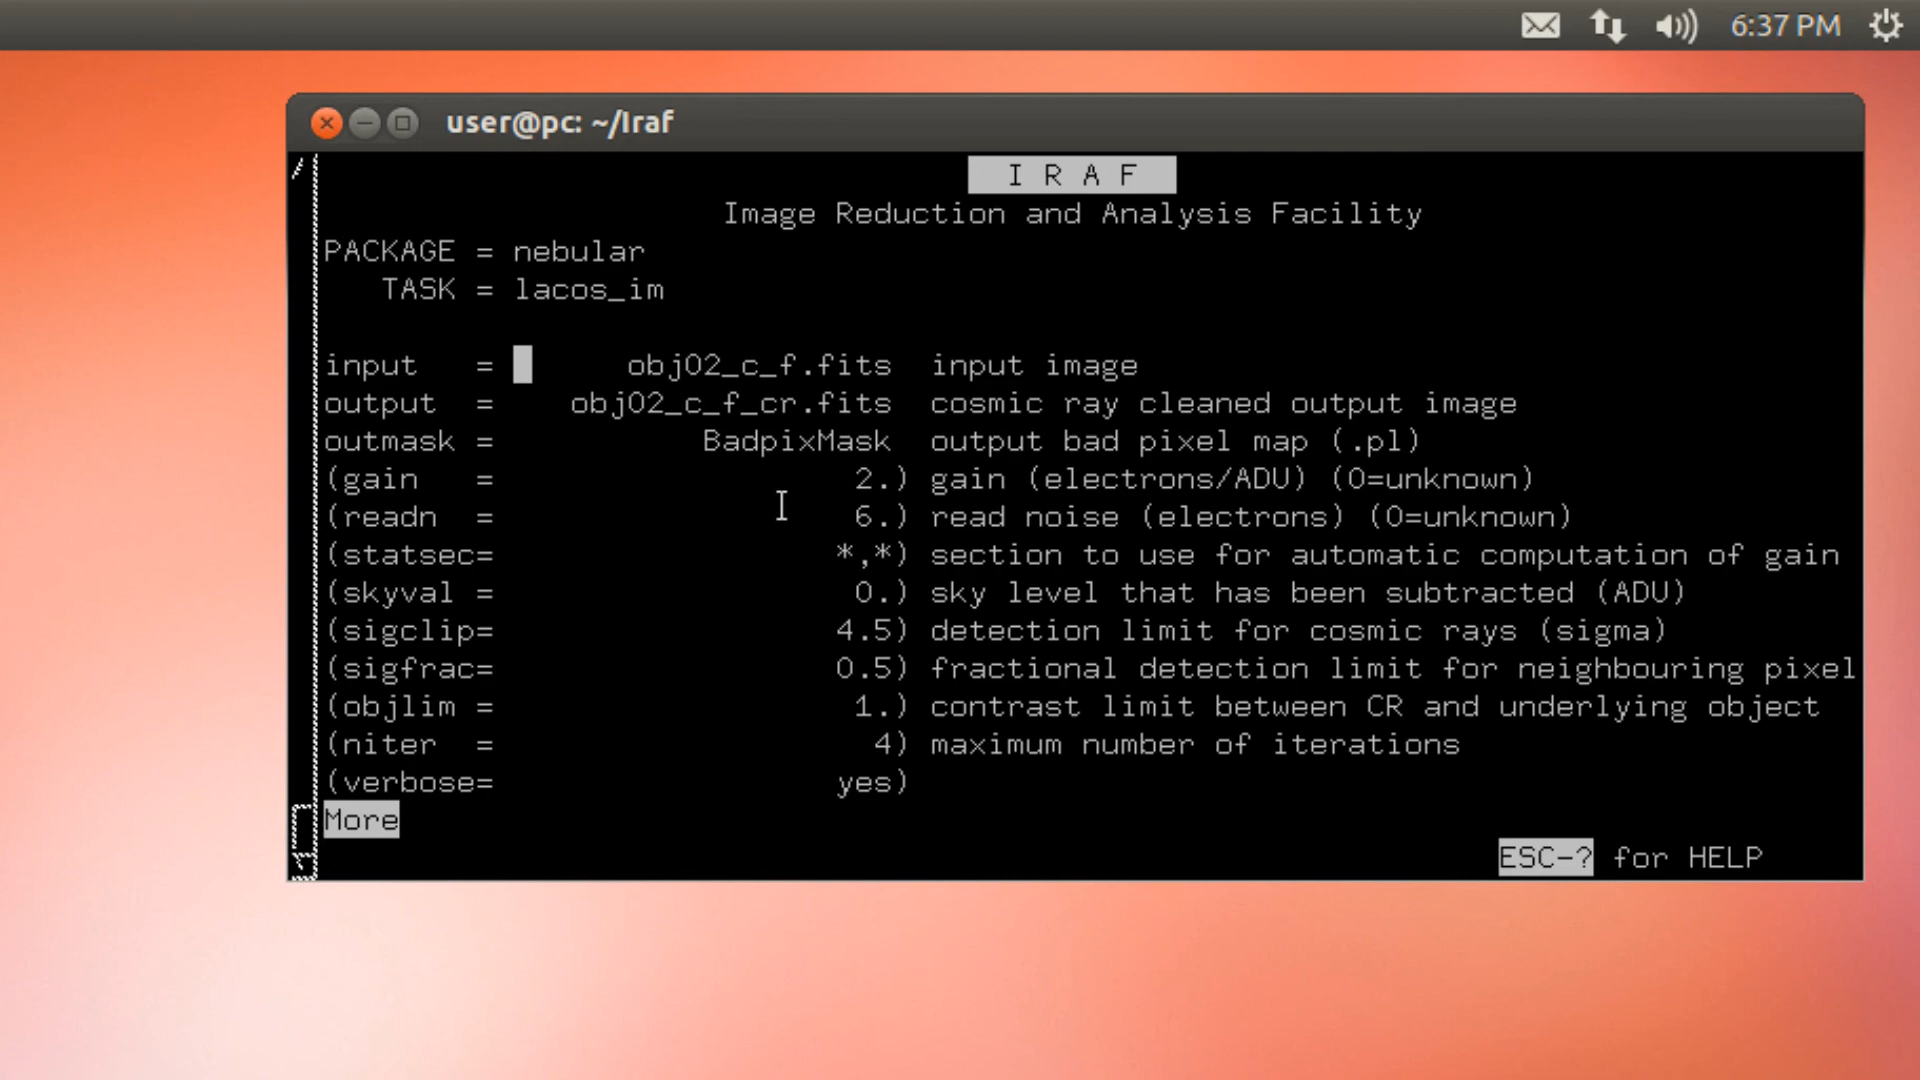 6:37 PM
user@pc: ~/Iraf
I R A F
Image Reduction and Analysis Facility
PACKAGE = nebular
TASK = lacos_im
input = obj02_c_f.fits input image
output = obj02_c_f_cr.fits cosmic ray cleaned output image
outmask = BadpixMask output bad pixel map (.pl)
(gain = 2.) gain (electrons/ADU) (0=unknown)
(readn = 6.) read noise (electrons) (0=unknown)
(statsec= *,*) section to use for automatic computation of gain
(skyval = 0.) sky level that has been subtracted (ADU)
(sigclip= 4.5) detection limit for cosmic rays (sigma)
(sigfrac= 0.5) fractional detection limit for neighbouring pixel
(objlim = 1.) contrast limit between CR and underlying object
(niter = 4) maximum number of iterations
(verbose= yes)
More
ESC-? for HELP